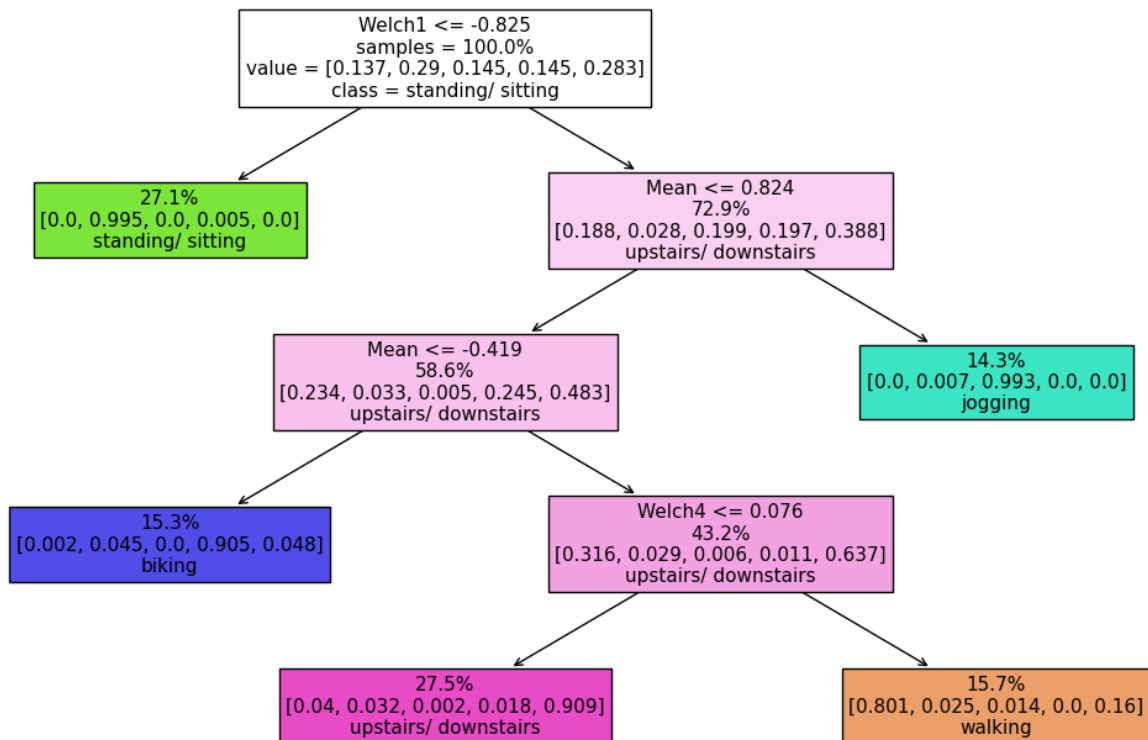 Welch1 <= -0.825
samples = 100.0%
value = [0.137, 0.29, 0.145, 0.145, 0.283]
class = standing/ sitting
27.1%
[0.0, 0.995, 0.0, 0.005, 0.0]
standing/ sitting
Mean <= 0.824
72.9%
[0.188, 0.028, 0.199, 0.197, 0.388]
upstairs/ downstairs
Mean <= -0.419
58.6%
[0.234, 0.033, 0.005, 0.245, 0.483]
upstairs/ downstairs
14.3%
[0.0, 0.007, 0.993, 0.0, 0.0]
jogging
15.3%
[0.002, 0.045, 0.0, 0.905, 0.048]
biking
Welch4 <= 0.076
43.2%
[0.316, 0.029, 0.006, 0.011, 0.637]
upstairs/ downstairs
27.5%
[0.04, 0.032, 0.002, 0.018, 0.909]
upstairs/ downstairs
15.7%
[0.801, 0.025, 0.014, 0.0, 0.16]
walking